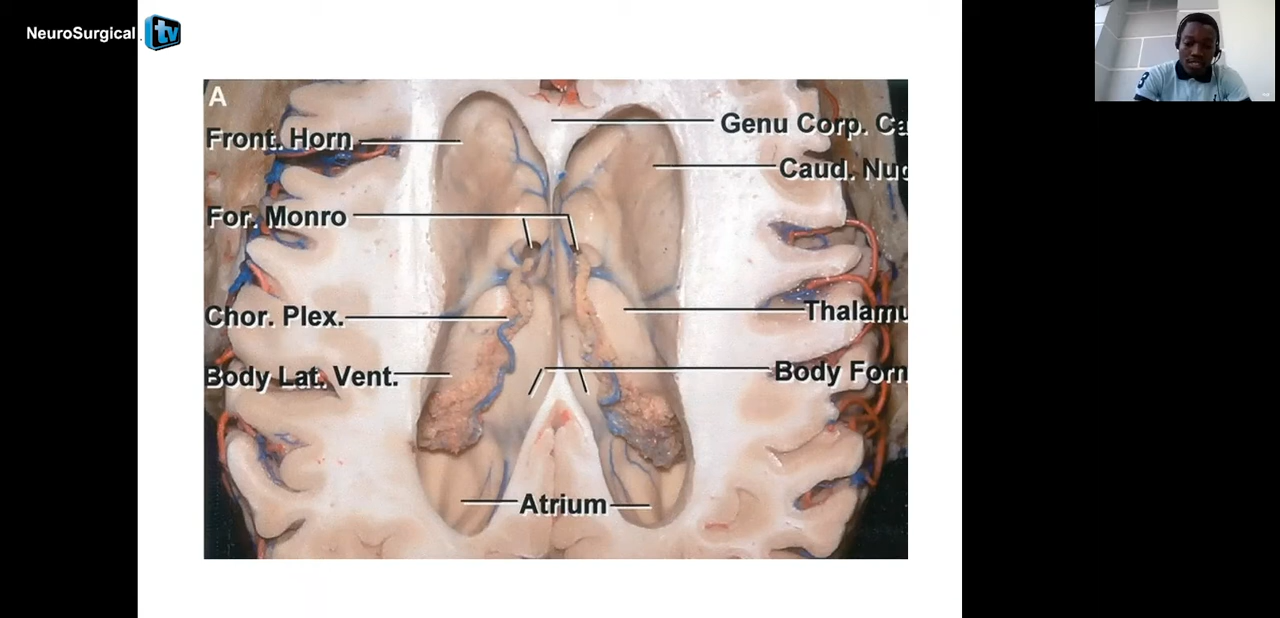 NeuroSurgical tv
A
Front. Horn
Genu Corp. Ca
Caud. Nuc
For. Monro
Chor. Plex.
Thalamu
Body Lat. Vent.
Body Forn
Atrium